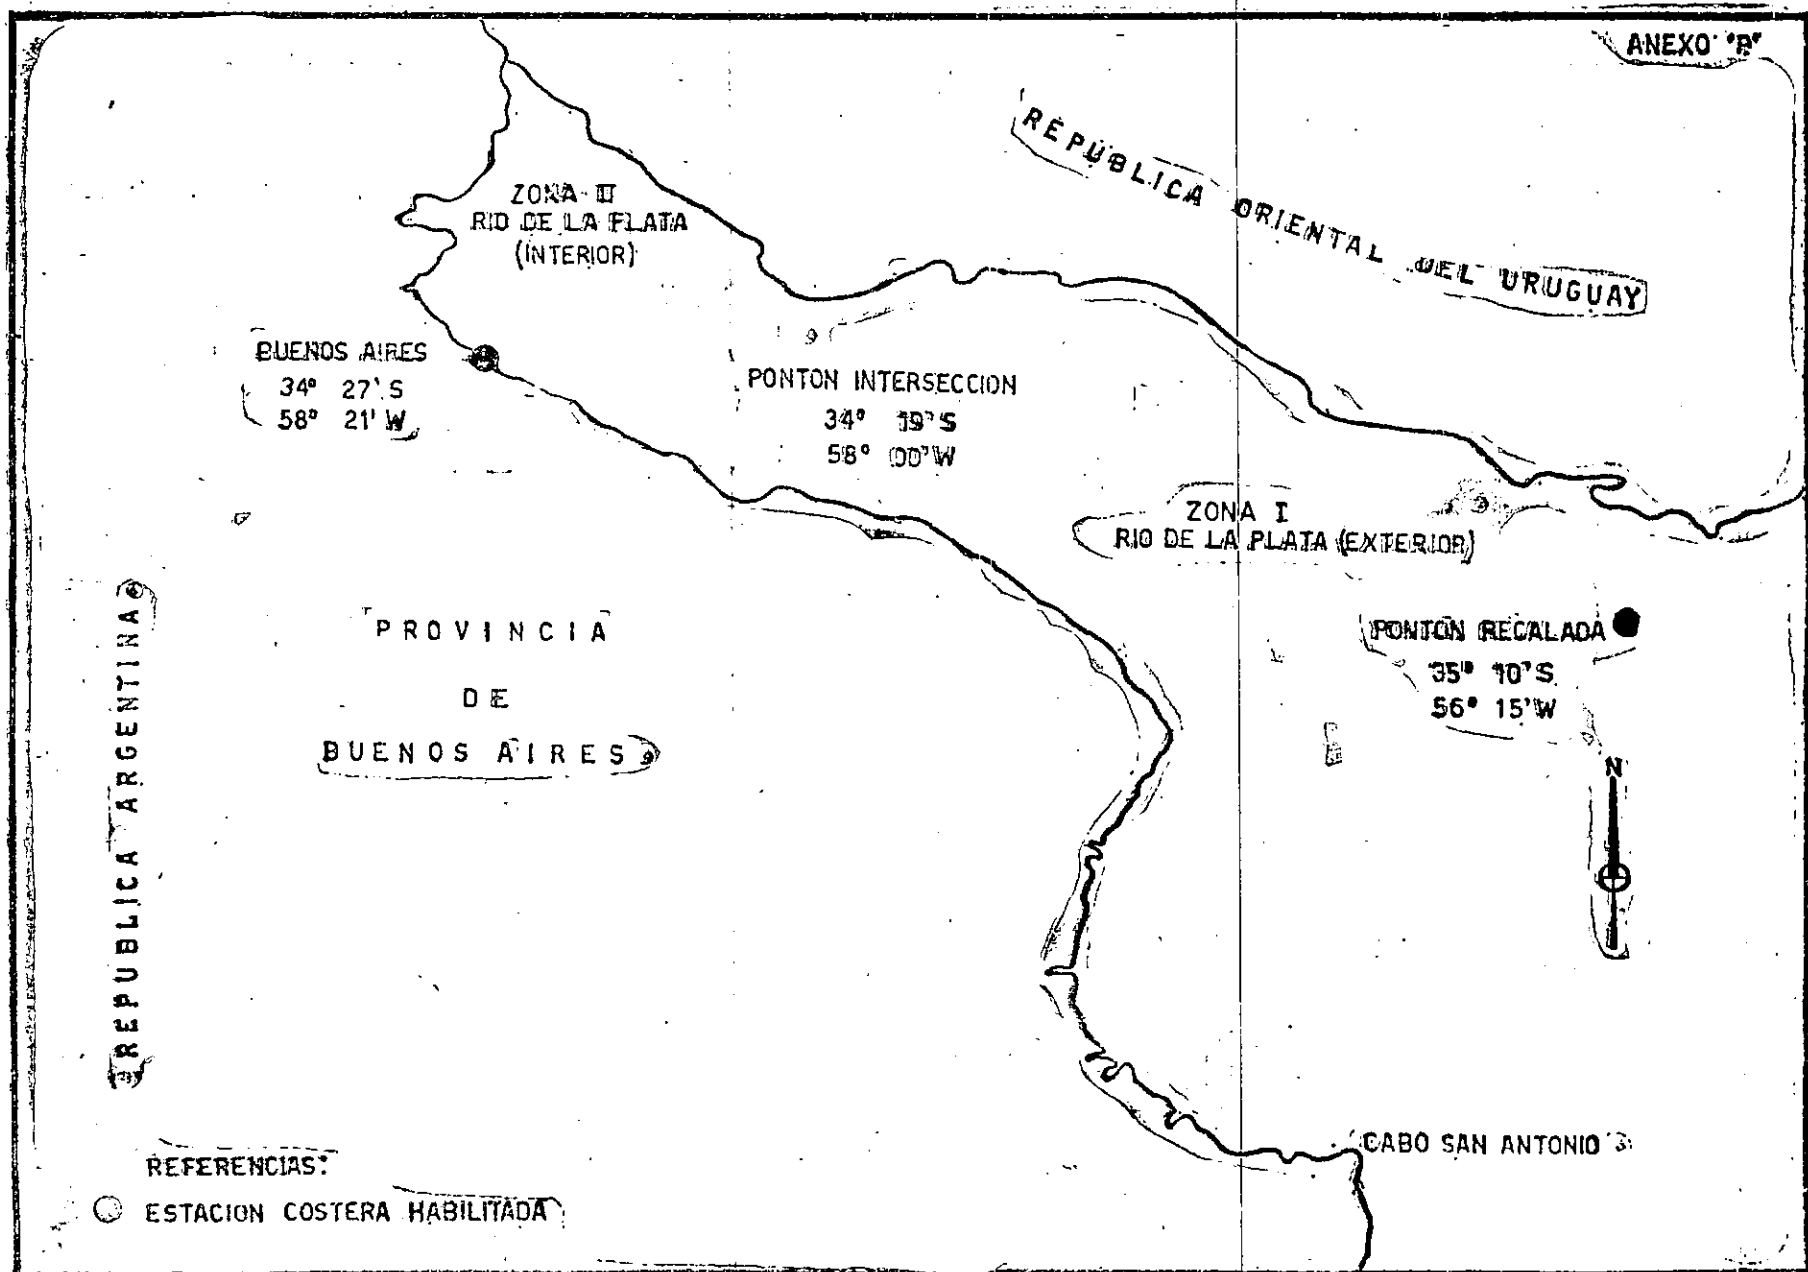 ANEXO "B"
REPUBLICA ORIENTAL DEL URUGUAY
ZONA II
RIO DE LA PLATA
(INTERIOR)
BUENOS AIRES
34° 27' S
58° 21' W
PONTON INTERSECCION
34° 19' S
58° 00' W
ZONA I
RIO DE LA PLATA (EXTERIOR)
PONTON RECALADA
35° 10' S
56° 15' W
REPUBLICA ARGENTINA
PROVINCIA
DE
BUENOS AIRES
N
CABO SAN ANTONIO
REFERENCIAS:
ESTACION COSTERA HABILITADA